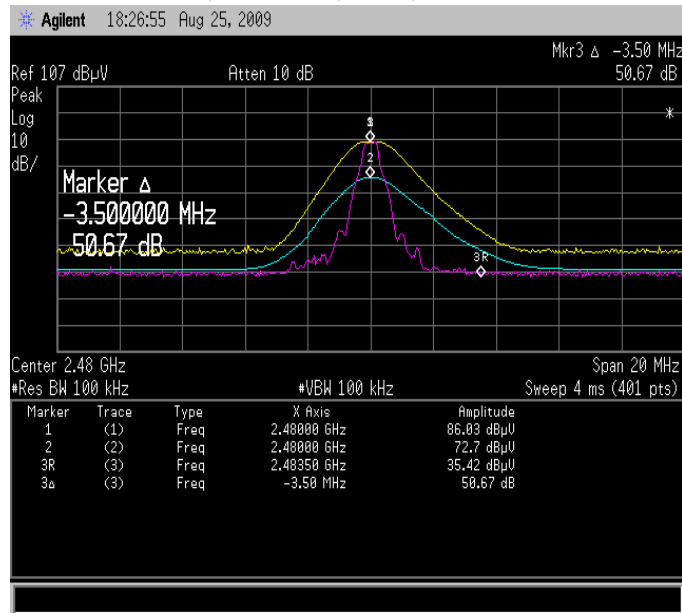 Agilent 18:26:55 Aug 25, 2009
Mkr3 Δ -3.50 MHz
Ref 107 dBµV Atten 10 dB 50.67 dB
Peak
Log
10
dB/
*
1
2
3R
Marker Δ
-3.500000 MHz
50.67 dB
Center 2.48 GHz Span 20 MHz
#Res BW 100 kHz #VBW 100 kHz Sweep 4 ms (401 pts)
Marker Trace Type X Axis Amplitude
1 (1) Freq 2.48000 GHz 86.03 dBµV
2 (2) Freq 2.48000 GHz 72.7 dBµV
3R (3) Freq 2.48350 GHz 35.42 dBµV
3Δ (3) Freq -3.50 MHz 50.67 dB